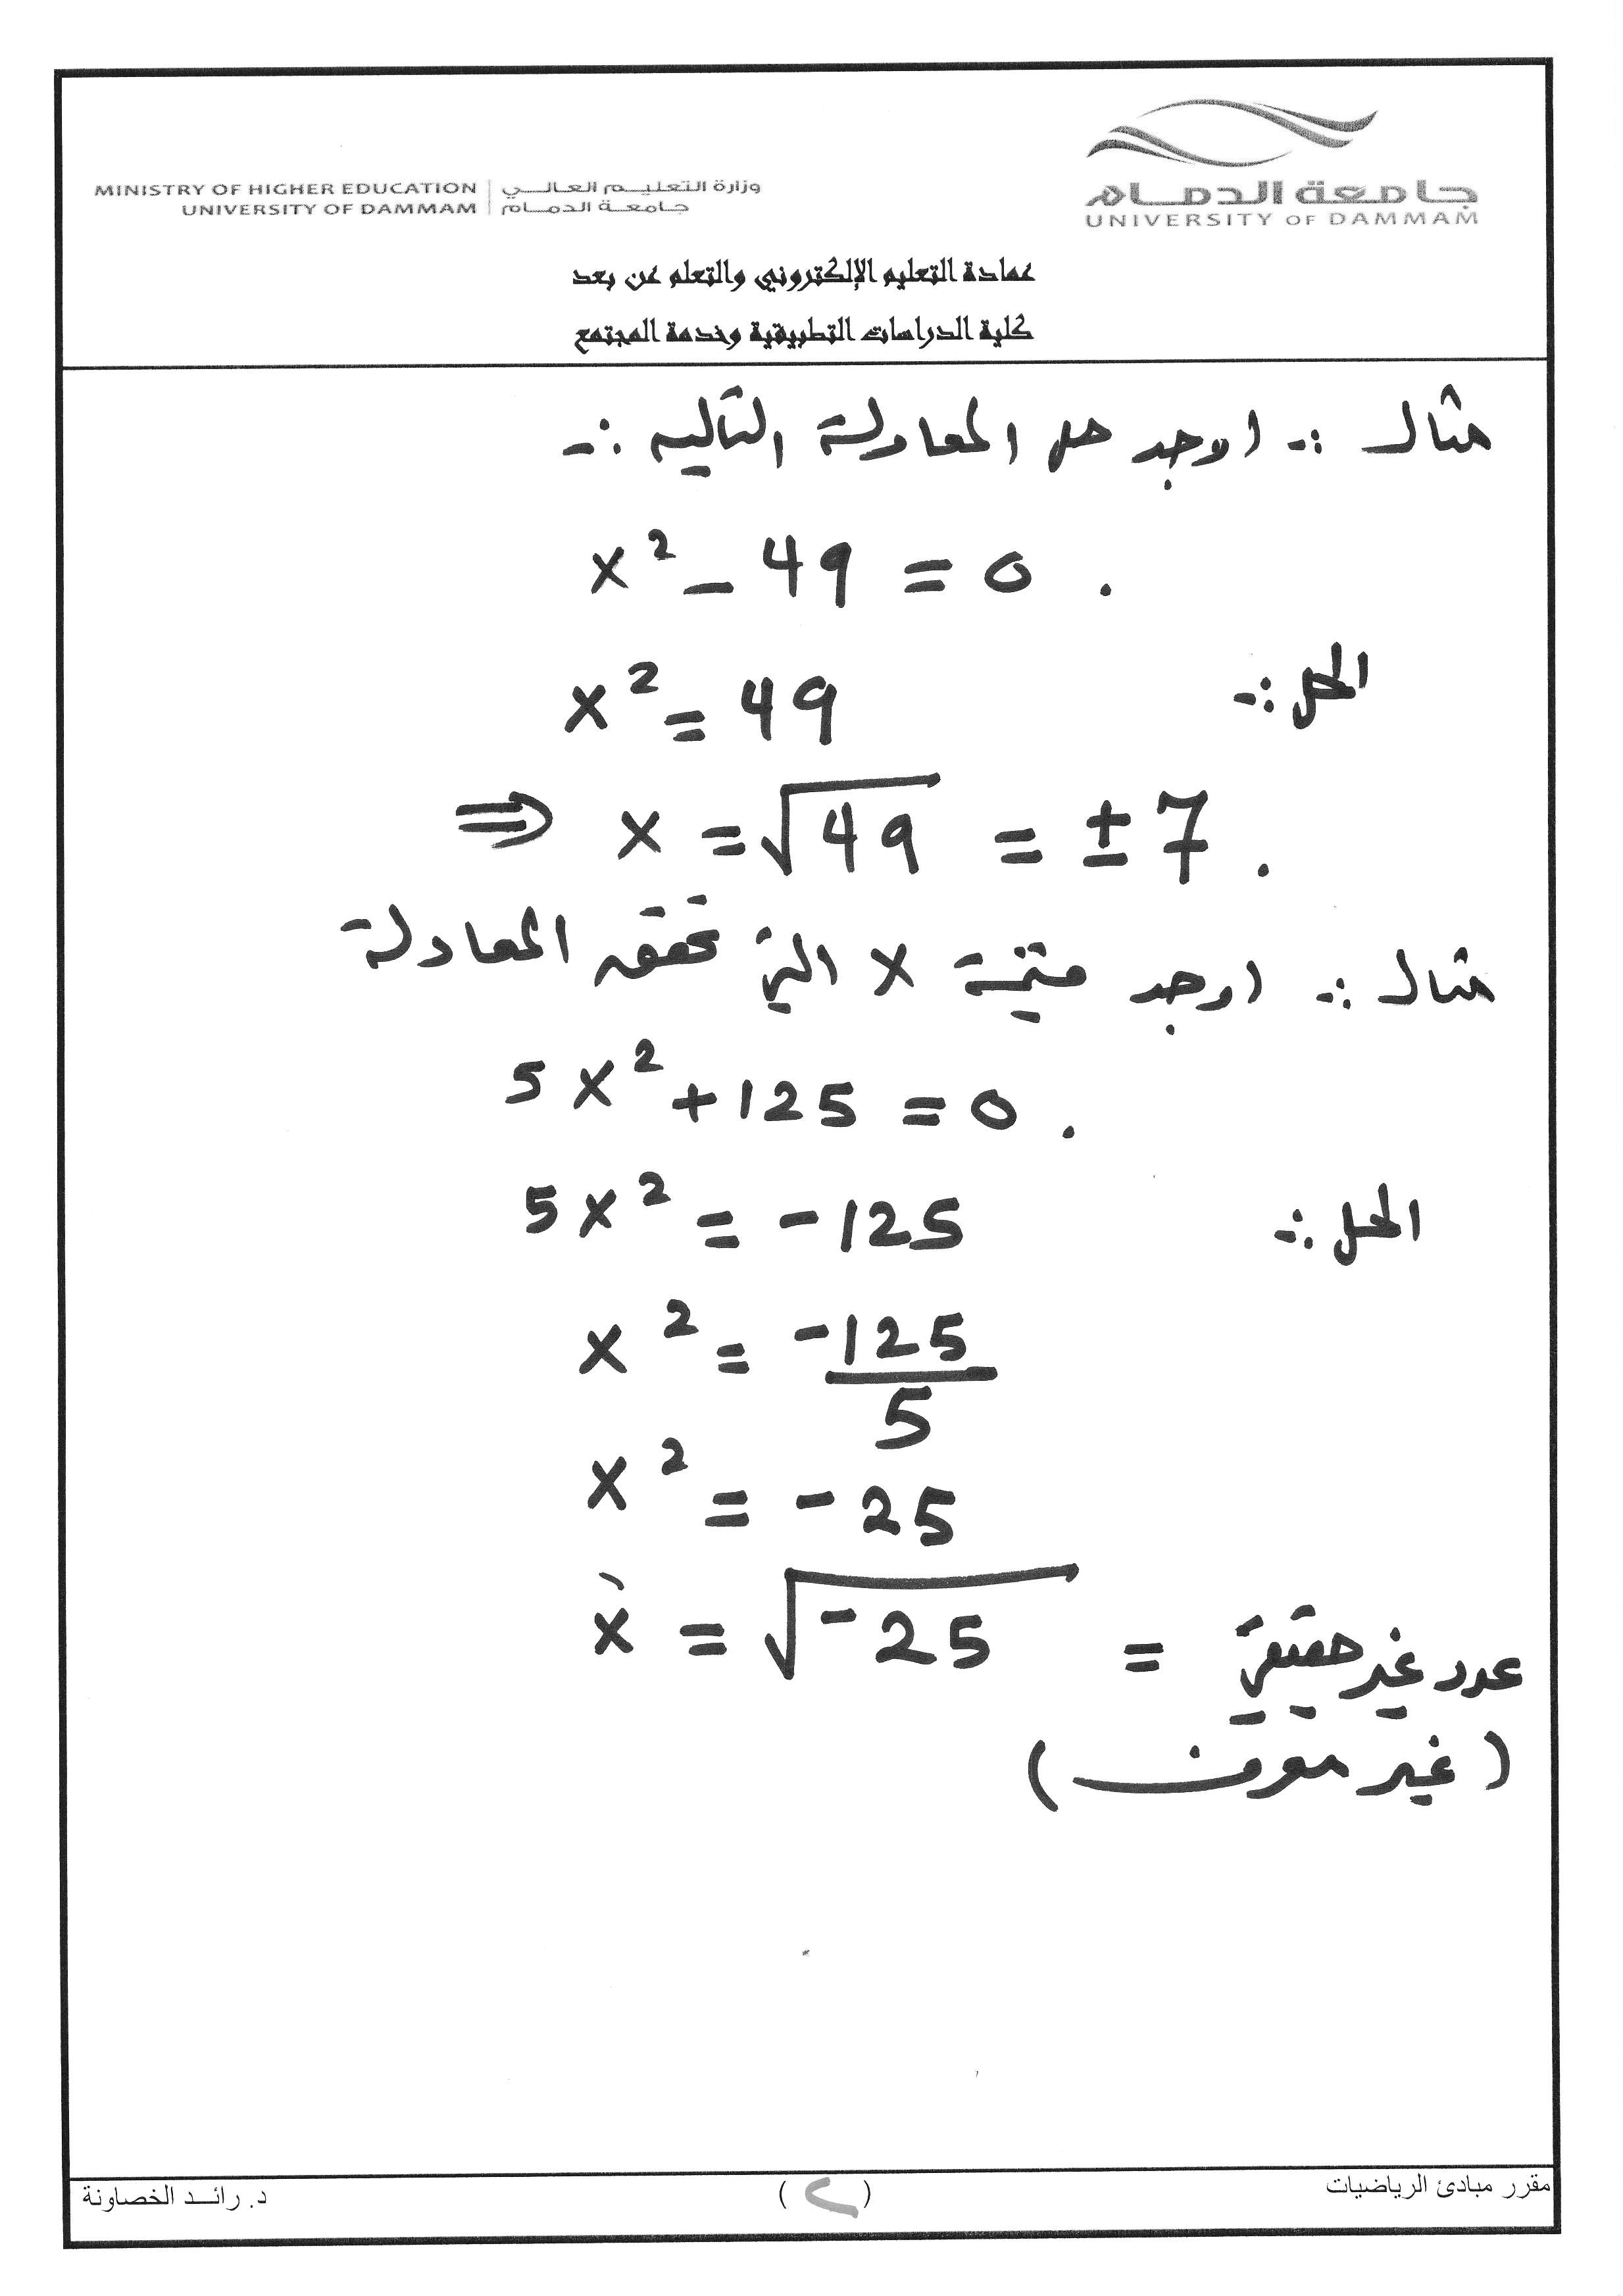 جامعة الدمام
UNIVERSITY OF DAMMAM
MINISTRY OF HIGHER EDUCATION | وزارة التعليم العالي
UNIVERSITY OF DAMMAM | جامعة الدمام
عمادة التعليم الإلكتروني والتعلم عن بعد
كلية الدراسات التطبيقية وخدمة المجتمع
مثال :- اوجد حل المعادلة التاليه :-
x² - 49 = 0 .
الحل :- x² = 49
⇒ x = √49 = ±7 .
مثال :- اوجد قيمة x التي تحقق المعادلة
5x² + 125 = 0 .
الحل :- 5x² = -125
x² = -125/5
x² = -25
x = √-25 = عدد غير حقيقي
(غير معرف)
مقرر مبادئ الرياضيات (٢) د. رائد الخصاونة